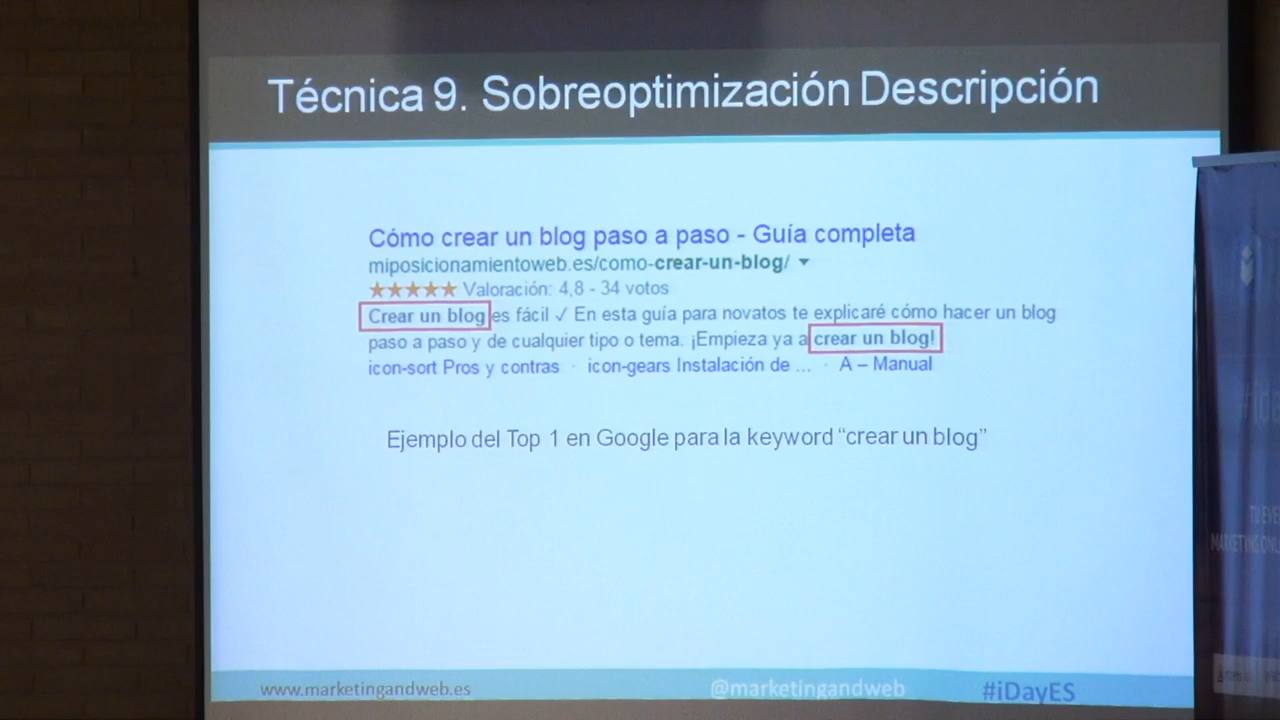 Técnica 9. Sobreoptimización Descripción
Cómo crear un blog paso a paso - Guía completa
miposicionamientoweb.es/como-crear-un-blog/
Valoración: 4,8 - 34 votos
Crear un blog es fácil ✓ En esta guía para novatos te explicaré cómo hacer un blog
paso a paso y de cualquier tipo o tema. ¡Empieza ya a crear un blog!
icon-sort Pros y contras · icon-gears Instalación de ... · A – Manual
Ejemplo del Top 1 en Google para la keyword “crear un blog”
www.marketingandweb.es
@marketingandweb
#iDayES